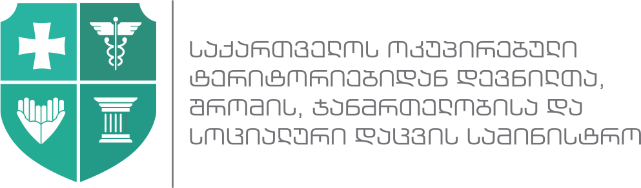 საქართველოს ოკუპირებული
ტერიტორიებიდან დევნილთა,
შრომის, ჯანმრთელობისა და
სოციალური დაცვის სამინისტრო